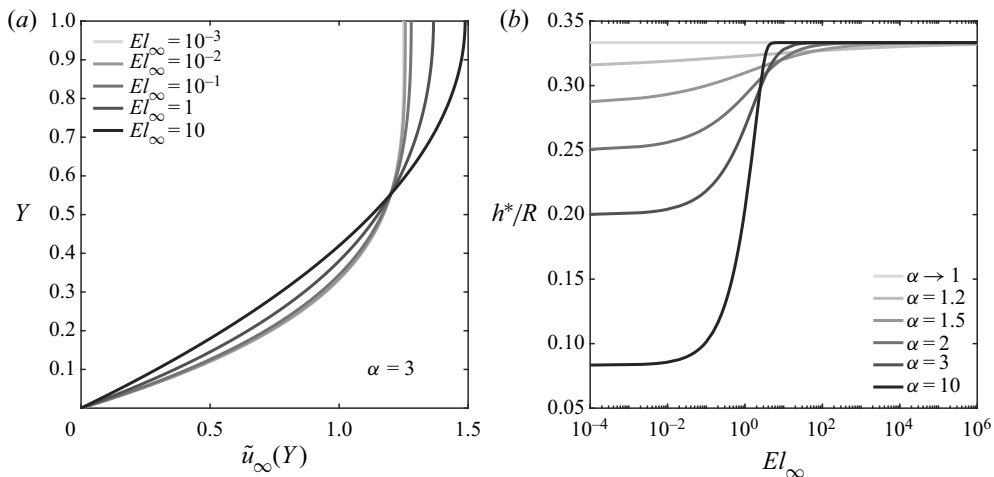 (a)
1.0
0.9
0.8
0.7
0.6
0.5
0.4
0.3
0.2
0.1
Y
El∞ = 10⁻³
El∞ = 10⁻²
El∞ = 10⁻¹
El∞ = 1
El∞ = 10
α = 3
0 0.5 1.0 1.5
ũ∞(Y)
(b)
0.35
0.30
0.25
0.20
0.15
0.10
0.05
h*/R
α → 1
α = 1.2
α = 1.5
α = 2
α = 3
α = 10
10⁻⁴ 10⁻² 10⁰ 10² 10⁴ 10⁶
El∞